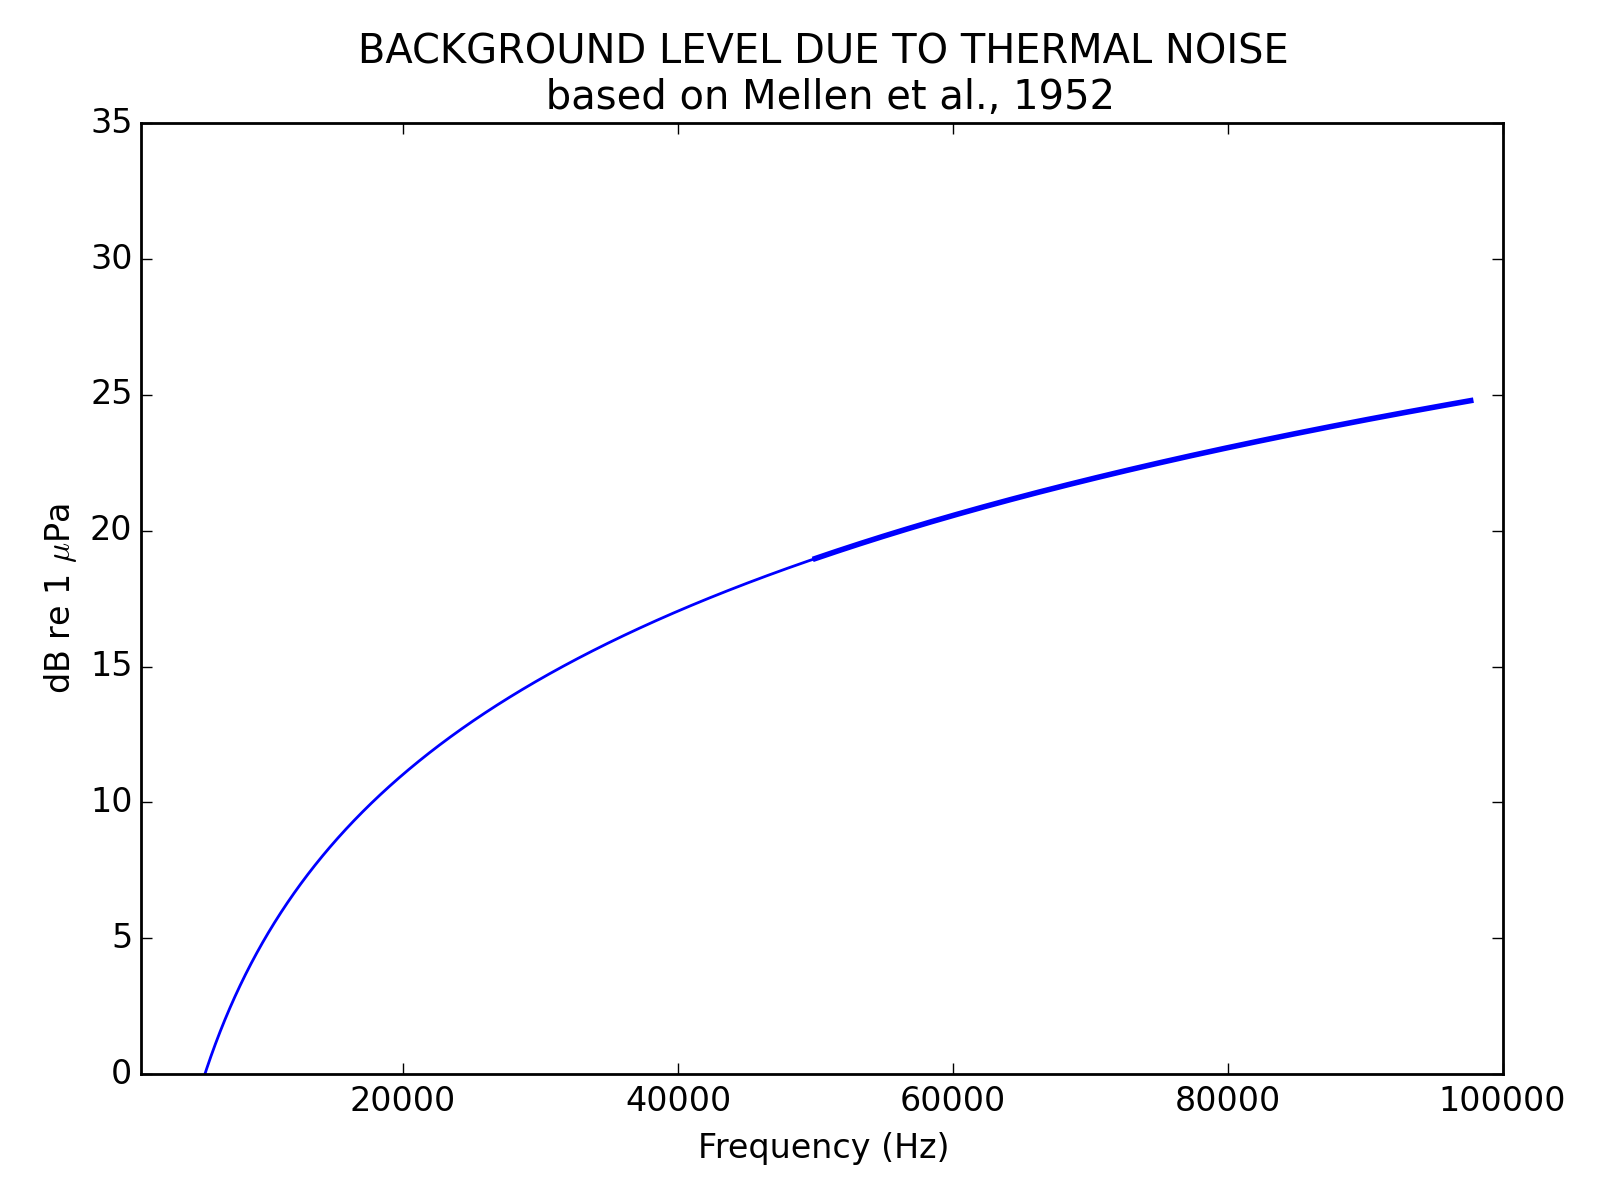 BACKGROUND LEVEL DUE TO THERMAL NOISE
based on Mellen et al., 1952
35
30
25
20
15
10
5
0
dB re 1 μPa
20000 40000 60000 80000 100000
Frequency (Hz)